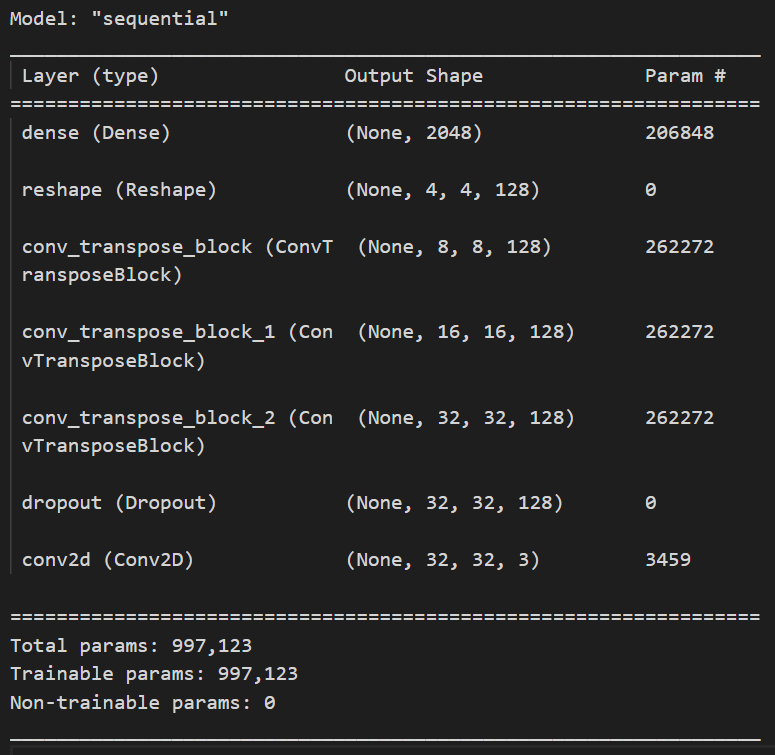 Model: "sequential"
Layer (type) Output Shape Param #
dense (Dense) (None, 2048) 206848
reshape (Reshape) (None, 4, 4, 128) 0
conv_transpose_block (ConvT (None, 8, 8, 128) 262272
ransposeBlock)
conv_transpose_block_1 (Con (None, 16, 16, 128) 262272
vTransposeBlock)
conv_transpose_block_2 (Con (None, 32, 32, 128) 262272
vTransposeBlock)
dropout (Dropout) (None, 32, 32, 128) 0
conv2d (Conv2D) (None, 32, 32, 3) 3459
Total params: 997,123
Trainable params: 997,123
Non-trainable params: 0